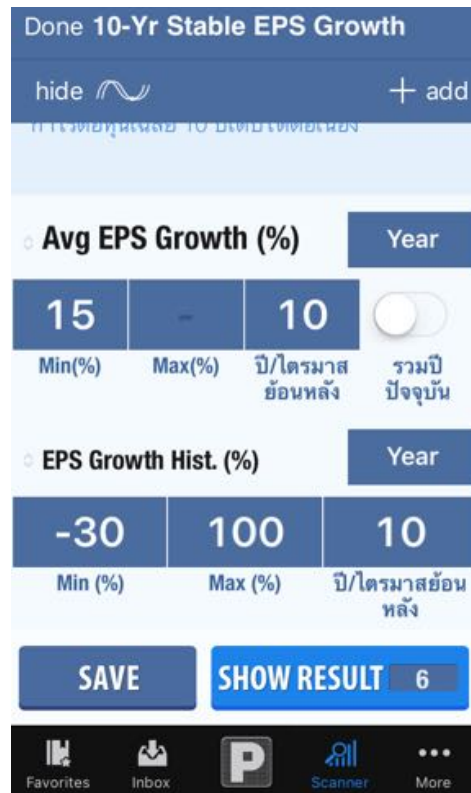 Done 10-Yr Stable EPS Growth
hide + add
Avg EPS Growth (%) Year
15 - 10
Min(%) Max(%) ปี/ไตรมาส รวมปี
ย้อนหลัง ปัจจุบัน
EPS Growth Hist. (%) Year
-30 100 10
Min (%) Max (%) ปี/ไตรมาสย้อน
หลัง
SAVE SHOW RESULT 6
P
Favorites Inbox Scanner More